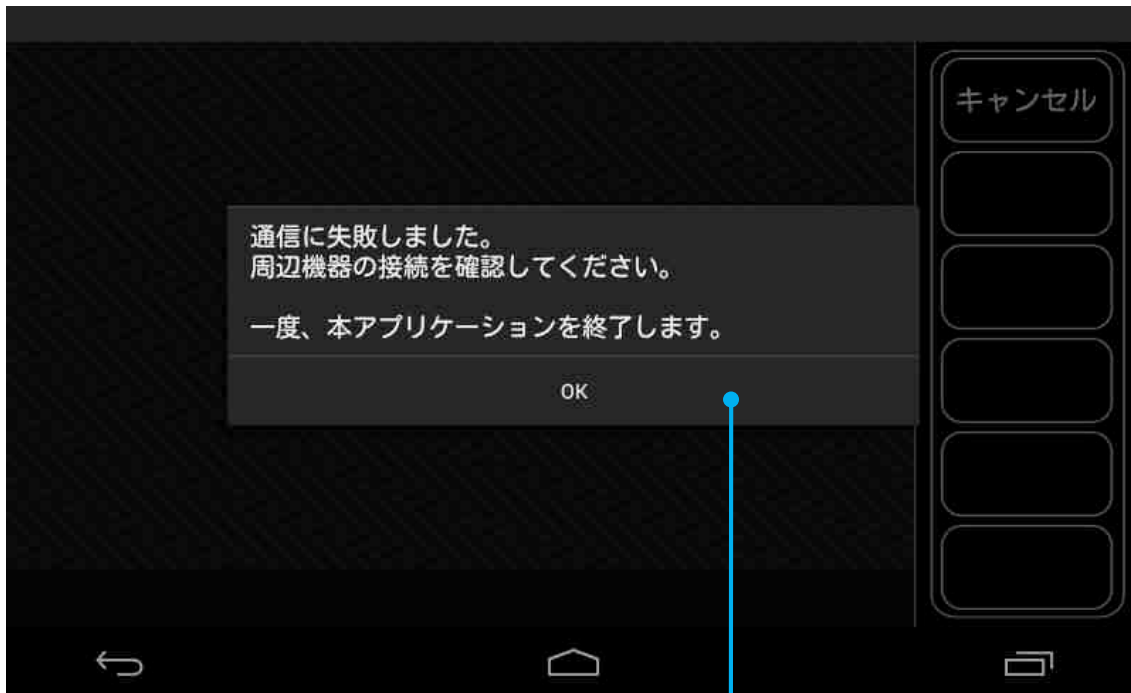 キャンセル
通信に失敗しました。
周辺機器の接続を確認してください。
一度、本アプリケーションを終了します。
OK